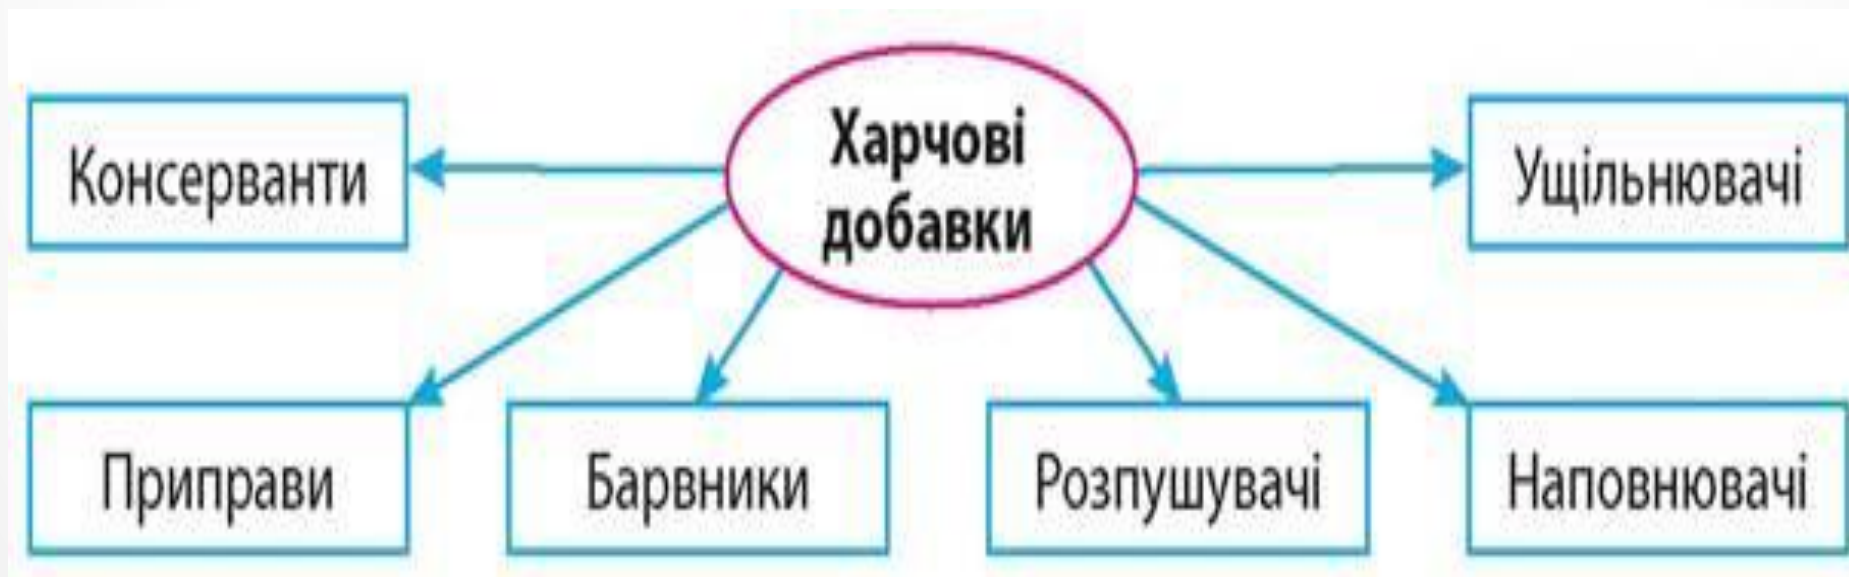 Харчові
добавки
Консерванти
Ущільнювачі
Приправи
Барвники
Розпушувачі
Наповнювачі